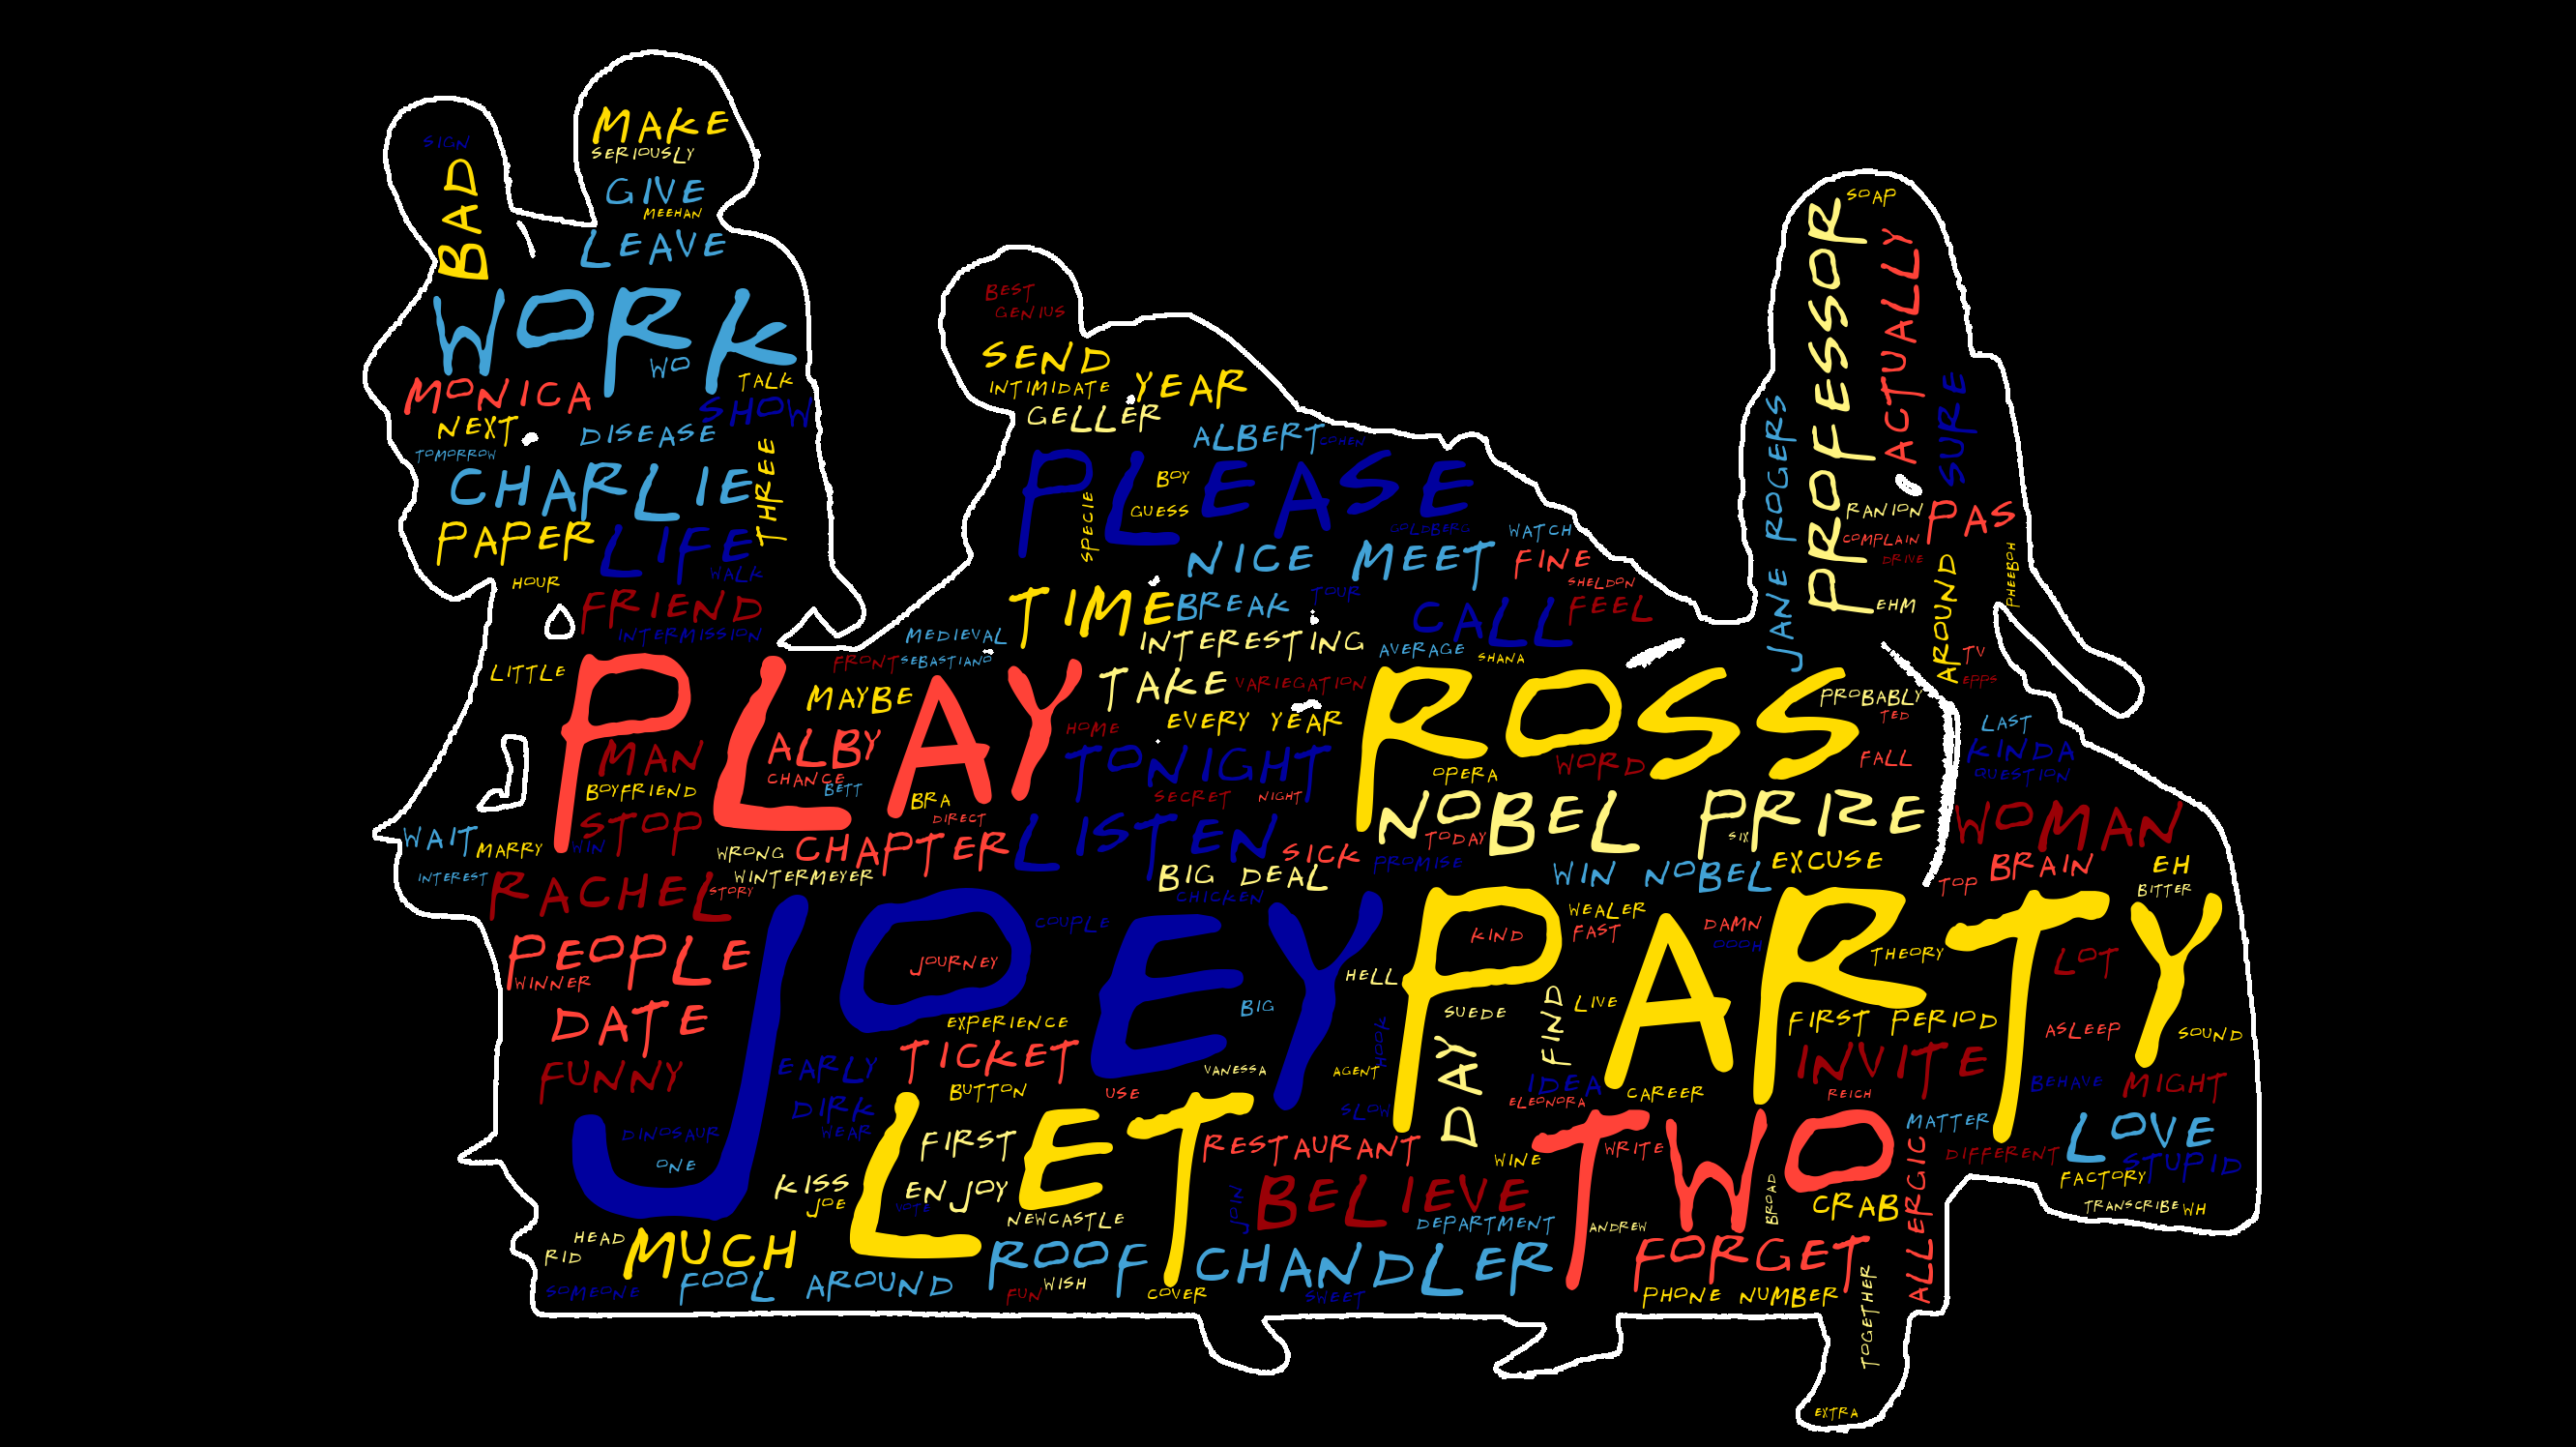 MAKE
SERIOUSLY
SIGN
BAD
GIVE
MEEHAN
LEAVE
WORK
WO
MONICA
TALK
SHOW
NEXT
DISEASE
TOMORROW
CHARLIE
THREE
PAPER
LIFE
WALK
HOUR
FRIEND
INTERMISSION
LITTLE
BEST
GENIUS
SEND
INTIMIDATE
YEAR
GELLER
ALBERT
COHEN
PLEASE
BOY
GUESS
SPECIE
GOLDBERG
WATCH
NICE MEET
FINE
SHELDON
TIME
BREAK
TOUR
CALL
FEEL
INTERESTING
AVERAGE
SHANA
MEDIEVAL
FRONT
SEBASTIANO
SOAP
PROFESSOR
ACTUALLY
SURE
JANE ROGERS
RANION
PAS
COMPLAIN
DRIVE
EHM
AROUND
PHEEBOH
TV
EPPS
PLAY
MAYBE
TAKE
VARIEGATION
EVERY YEAR
HOME
ROSS
PROBABLY
TED
LAST
KINDA
QUESTION
MAN
ALBY
CHANCE
BETT
BOYFRIEND
BRA
DIRECT
TONIGHT
SECRET
NIGHT
OPERA
WORD
FALL
NOBEL PRIZE
TODAY
SIX
WOMAN
STOP
WIN
WAIT
MARRY
WRONG
CHAPTER
LISTEN
SICK
PROMISE
EXCUSE
BRAIN
EH
INTEREST
RACHEL
STORY
WINTERMEYER
BIG DEAL
CHICKEN
WIN NOBEL
TOP
BITTER
JOEY
COUPLE
JOURNEY
HELL
PARTY
KIND
WEALER
FAST
DAMN
OOOH
THEORY
LOT
PEOPLE
WINNER
DATE
FUNNY
BIG
SUEDE
FIND
LIVE
FIRST PERIOD
ASLEEP
SOUND
EXPERIENCE
TICKET
EARLY
BUTTON
USE
VANESSA
AGENT
HOOK
DAY
IDEA
ELEONORA
CAREER
INVITE
REICH
BEHAVE
MIGHT
DIRK
WEAR
SLOW
DINOSAUR
ONE
LET
FIRST
RESTAURANT
WINE
TWO
WRITE
MATTER
LOVE
DIFFERENT
STUPID
KISS
JOE
ENJOY
VOTE
NEWCASTLE
JOIN
BELIEVE
DEPARTMENT
ANDREW
BROAD
CRAB
ALLERGIC
FACTORY
TRANSCRIBE WH
HEAD
RID
MUCH
ROOF
CHANDLER
FORGET
SOMEONE
FOOL AROUND
FUN
WISH
COVER
SWEET
PHONE NUMBER
TOGETHER
EXTRA